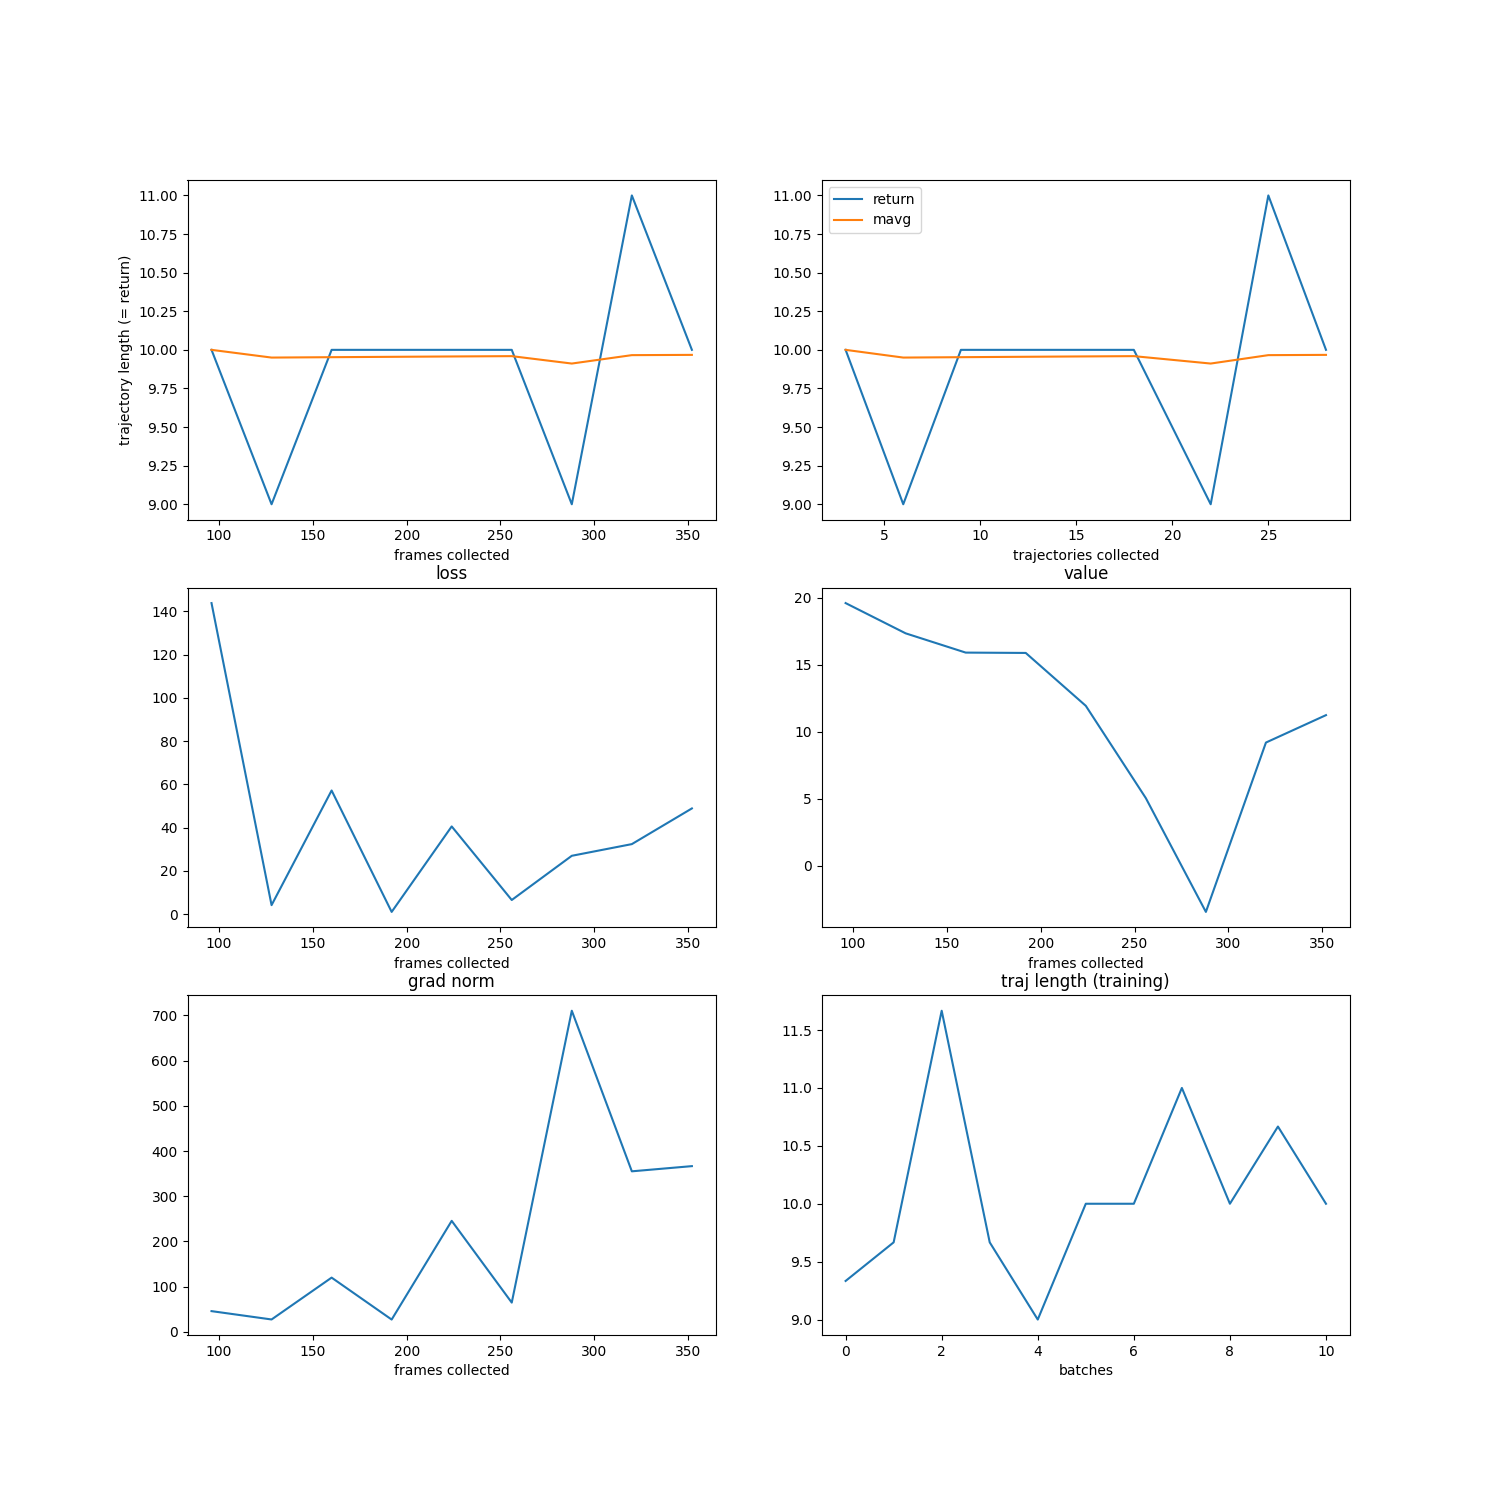 11.00
10.75
10.50
10.25
10.00
9.75
9.50
9.25
9.00
trajectory length (= return)
100 150 200 250 300 350
frames collected
return
mavg
11.00
10.75
10.50
10.25
10.00
9.75
9.50
9.25
9.00
5 10 15 20 25
trajectories collected
loss
140
120
100
80
60
40
20
0
100 150 200 250 300 350
frames collected
value
20
15
10
5
0
100 150 200 250 300 350
frames collected
grad norm
700
600
500
400
300
200
100
0
100 150 200 250 300 350
frames collected
traj length (training)
11.5
11.0
10.5
10.0
9.5
9.0
0 2 4 6 8 10
batches